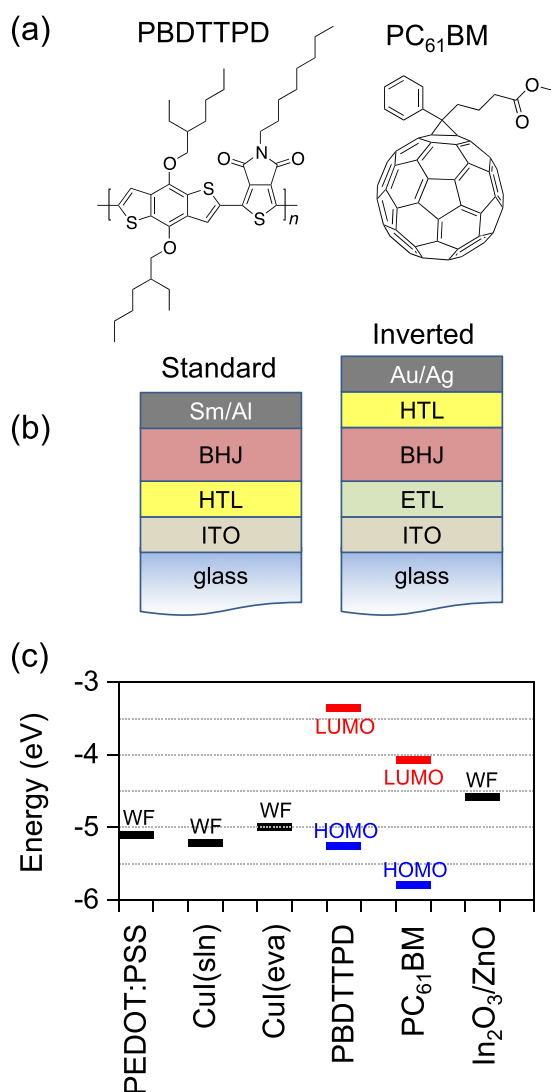 (a)
PBDTTPD
PC61BM
O
O
N
O
S
S
S
O
n
O
O
(b)
Standard
Inverted
Sm/Al
BHJ
HTL
ITO
glass
Au/Ag
HTL
BHJ
ETL
ITO
glass
(c)
Energy (eV)
-3
-4
-5
-6
WF
WF
WF
LUMO
HOMO
LUMO
HOMO
WF
PEDOT:PSS
CuI(sln)
CuI(eva)
PBDTTPD
PC61BM
In2O3/ZnO